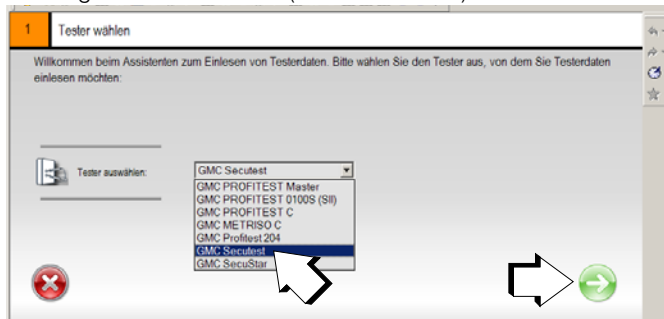 1 Tester wählen
Willkommen beim Assistenten zum Einlesen von Testerdaten. Bitte wählen Sie den Tester aus, von dem Sie Testerdaten
einlesen möchten:
Tester auswählen:
GMC Secutest
GMC PROFITEST Master
GMC PROFITEST 0100S (SII)
GMC PROFITEST C
GMC METRISO C
GMC Profitest 204
GMC Secutest
GMC SecuStar